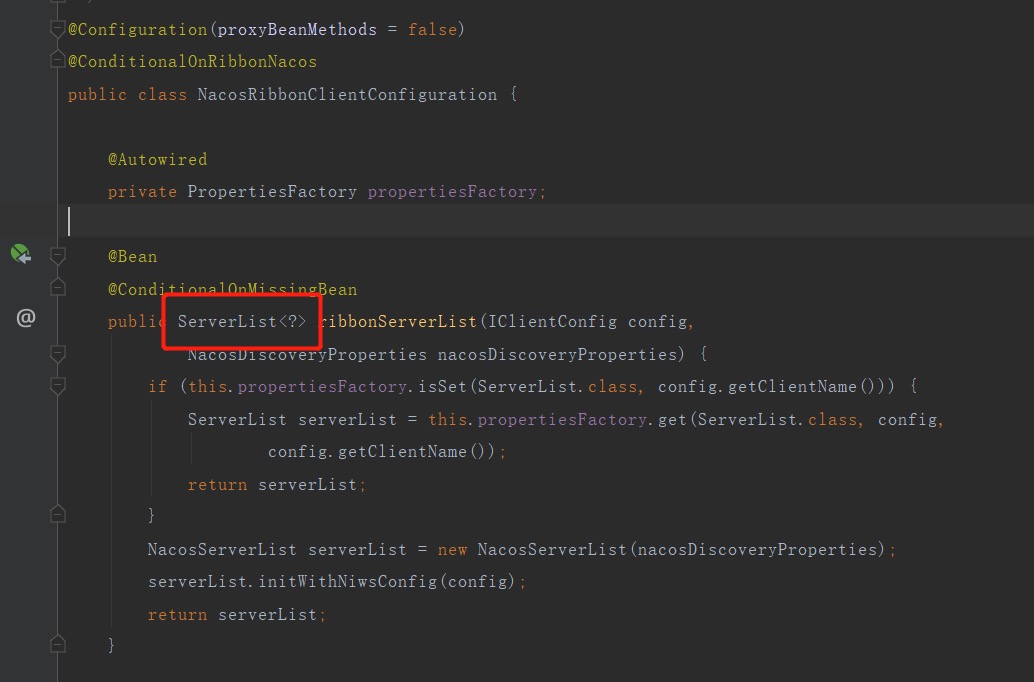 @Configuration(proxyBeanMethods = false)
@ConditionalOnRibbonNacos
public class NacosRibbonClientConfiguration {
@Autowired
private PropertiesFactory propertiesFactory;
@Bean
@ConditionalOnMissingBean
public ServerList<?> ribbonServerList(IClientConfig config,
NacosDiscoveryProperties nacosDiscoveryProperties) {
if (this.propertiesFactory.isSet(ServerList.class, config.getClientName())) {
ServerList serverList = this.propertiesFactory.get(ServerList.class, config,
config.getClientName());
return serverList;
}
NacosServerList serverList = new NacosServerList(nacosDiscoveryProperties);
serverList.initWithNiwsConfig(config);
return serverList;
}